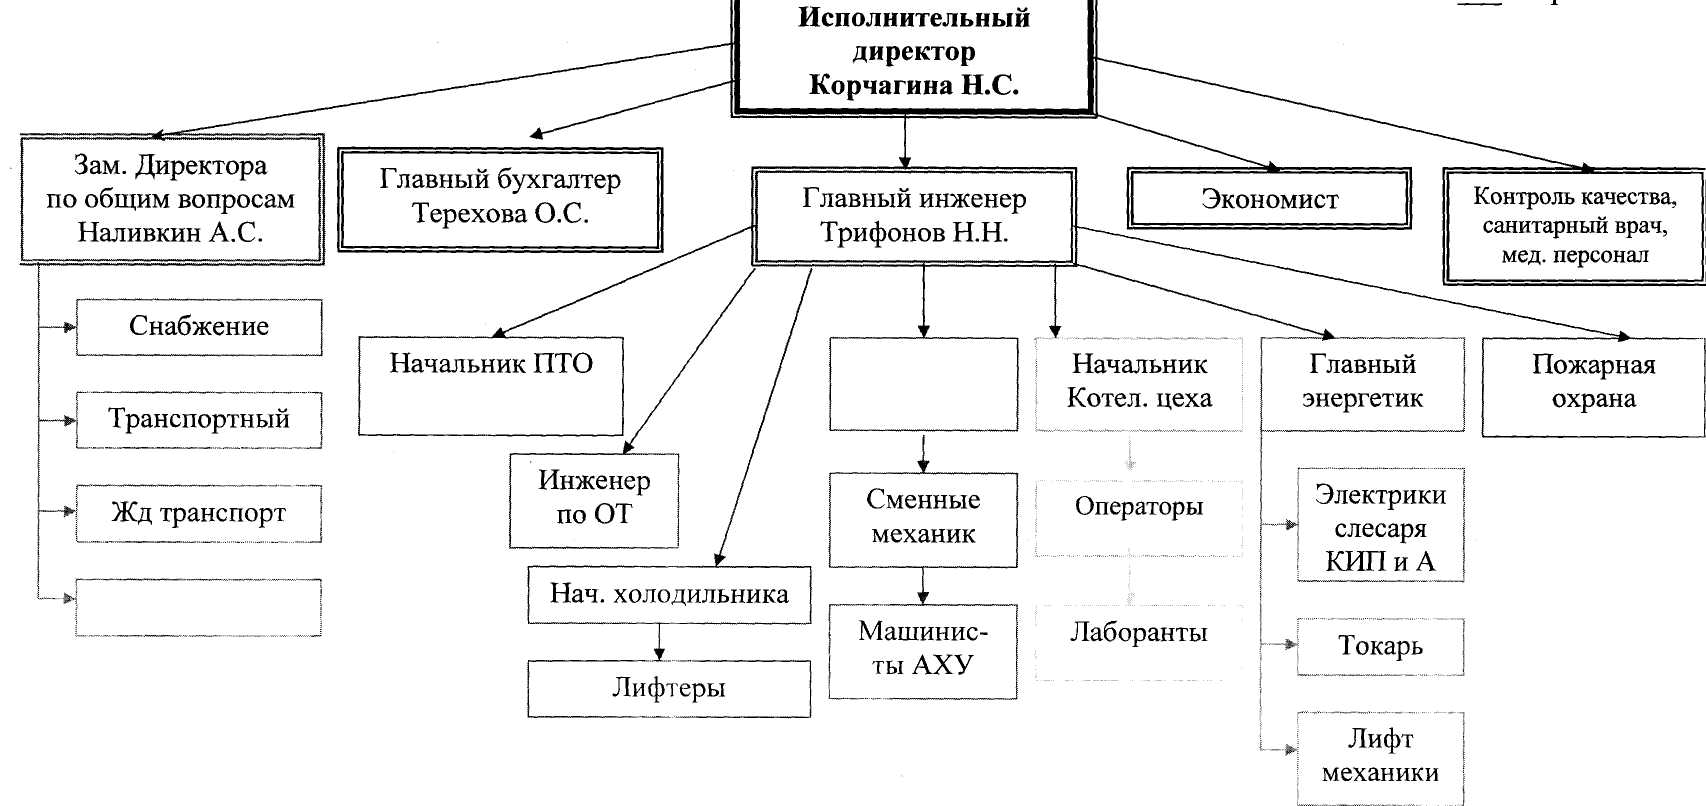 Исполнительный
директор
Корчагина Н.С.
Зам. Директора
по общим вопросам
Наливкин А.С.
Главный бухгалтер
Терехова О.С.
Главный инженер
Трифонов Н.Н.
Экономист
Контроль качества,
санитарный врач,
мед. персонал
Снабжение
Транспортный
Жд транспорт
Начальник ПТО
Инженер
по ОТ
Нач. холодильника
Лифтеры
Сменные
механик
Машинис-
ты АХУ
Начальник
Котел. цеха
Операторы
Лаборанты
Главный
энергетик
Электрики
слесаря
КИП и А
Токарь
Лифт
механики
Пожарная
охрана